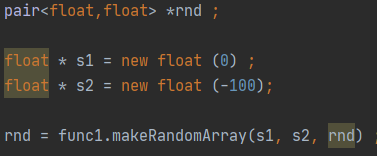 pair<float,float> *rnd ;
float * s1 = new float (0) ;
float * s2 = new float (-100);
rnd = func1.makeRandomArray(s1, s2, rnd) ;